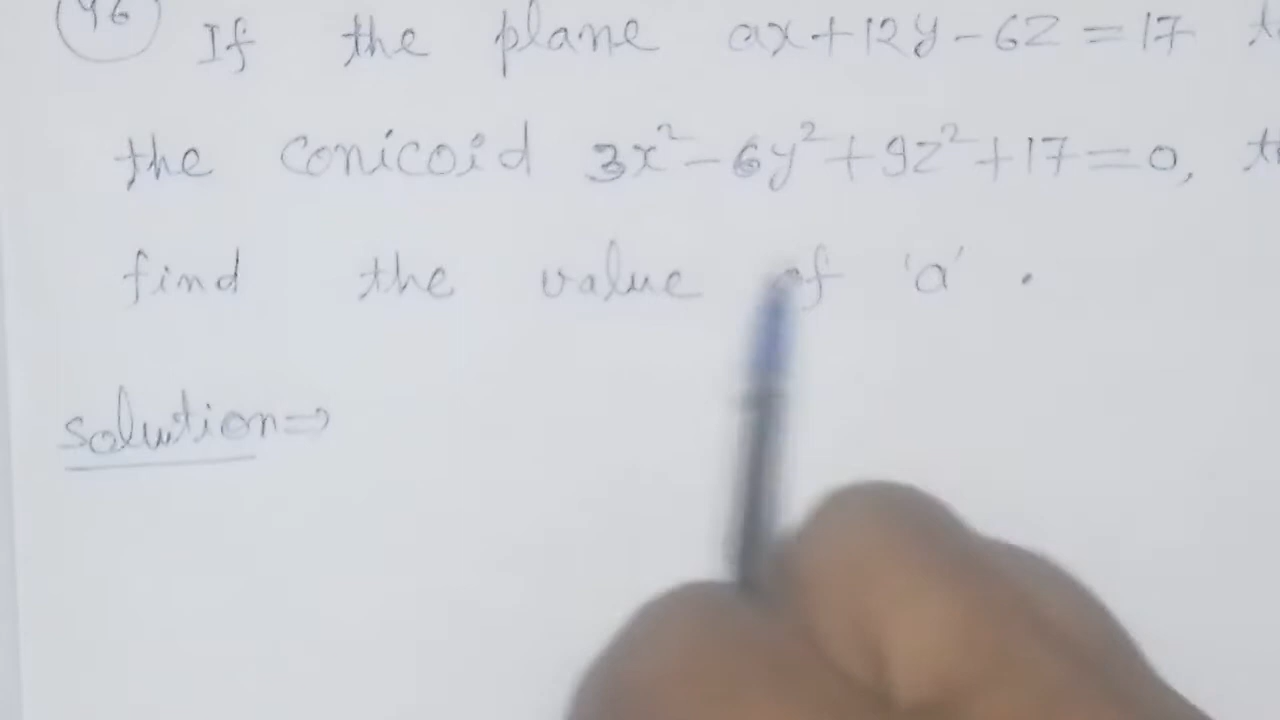 46 If the plane ax+12y-6z=17
the conicoid 3x²-6y²+9z²+17=0,
find the value of 'a' .
Solution⇒